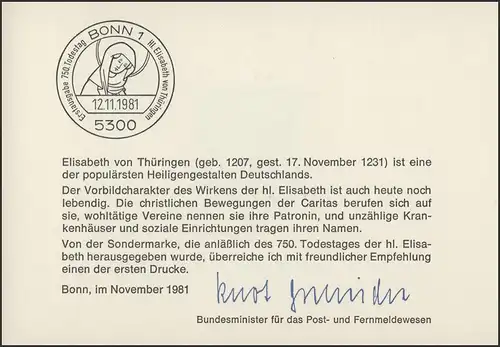 BONN 1
Erstausgabe 750. Todestag
hl. Elisabeth von Thüringen
12.11.1981
5300
Elisabeth von Thüringen (geb. 1207, gest. 17. November 1231) ist eine
der populärsten Heiligengestalten Deutschlands.
Der Vorbildcharakter des Wirkens der hl. Elisabeth ist auch heute noch
lebendig. Die christlichen Bewegungen der Caritas berufen sich auf
sie, wohltätige Vereine nennen sie ihre Patronin, und unzählige Kran-
kenhäuser und soziale Einrichtungen tragen ihren Namen.
Von der Sondermarke, die anläßlich des 750. Todestages der hl. Elisa-
beth herausgegeben wurde, überreiche ich mit freundlicher Empfehlung
einen der ersten Drucke.
Bonn, im November 1981
Kurt Gscheidle
Bundesminister für das Post- und Fernmeldewesen